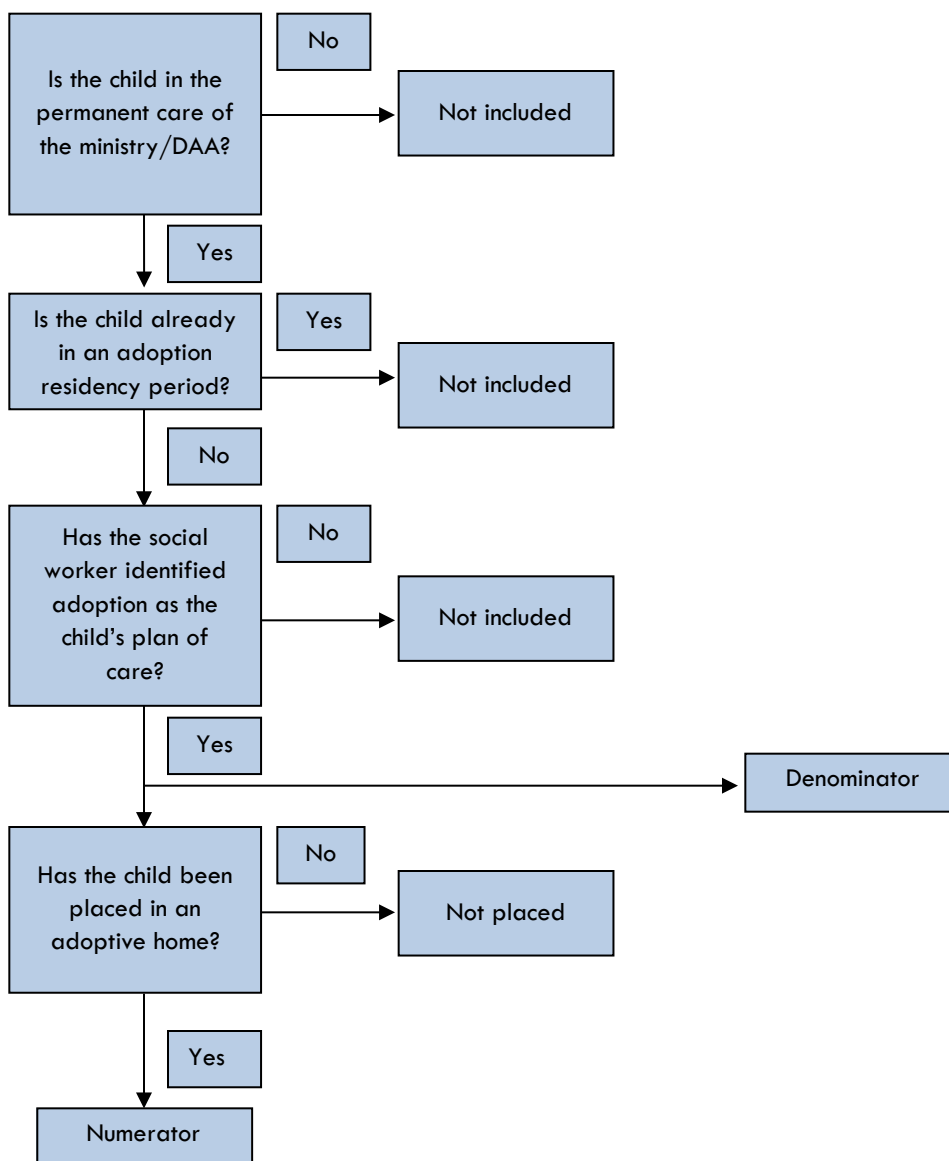 No
Is the child in the
permanent care of
the ministry/DAA?
Not included
Yes
Is the child already
in an adoption
residency period?
Yes
Not included
No
Has the social
worker identified
adoption as the
child’s plan of
care?
No
Not included
Yes
Denominator
Has the child been
placed in an
adoptive home?
No
Not placed
Yes
Numerator